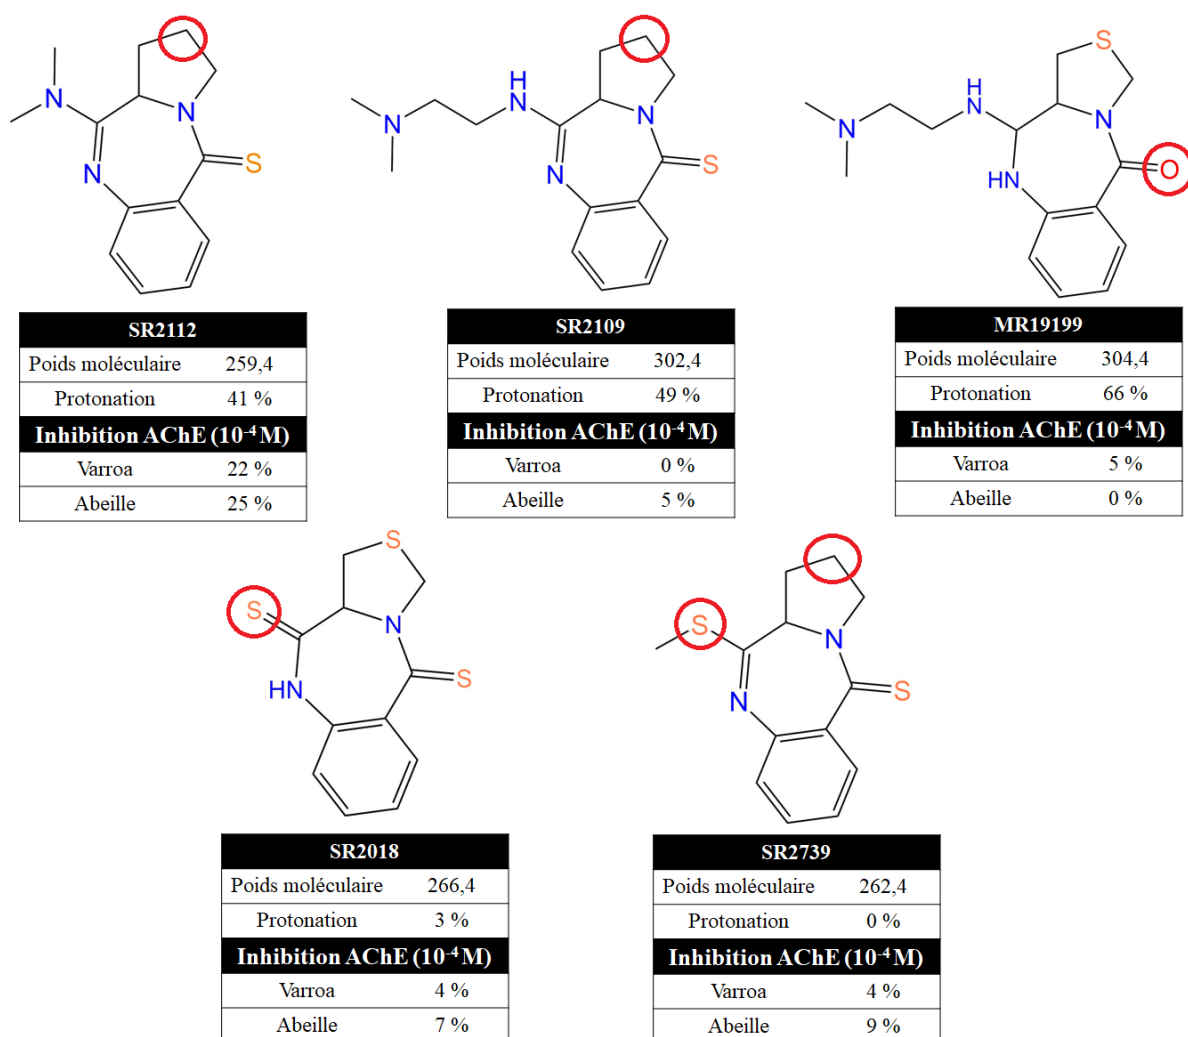 N
N
N
S
H
N
N
N
N
S
S
H
N
N
N
HN
O
SR2112
Poids moléculaire 259,4
Protonation 41 %
Inhibition AChE (10⁻⁴ M)
Varroa 22 %
Abeille 25 %
SR2109
Poids moléculaire 302,4
Protonation 49 %
Inhibition AChE (10⁻⁴ M)
Varroa 0 %
Abeille 5 %
MR19199
Poids moléculaire 304,4
Protonation 66 %
Inhibition AChE (10⁻⁴ M)
Varroa 5 %
Abeille 0 %
S
S
N
HN
S
S
N
N
S
SR2018
Poids moléculaire 266,4
Protonation 3 %
Inhibition AChE (10⁻⁴ M)
Varroa 4 %
Abeille 7 %
SR2739
Poids moléculaire 262,4
Protonation 0 %
Inhibition AChE (10⁻⁴ M)
Varroa 4 %
Abeille 9 %